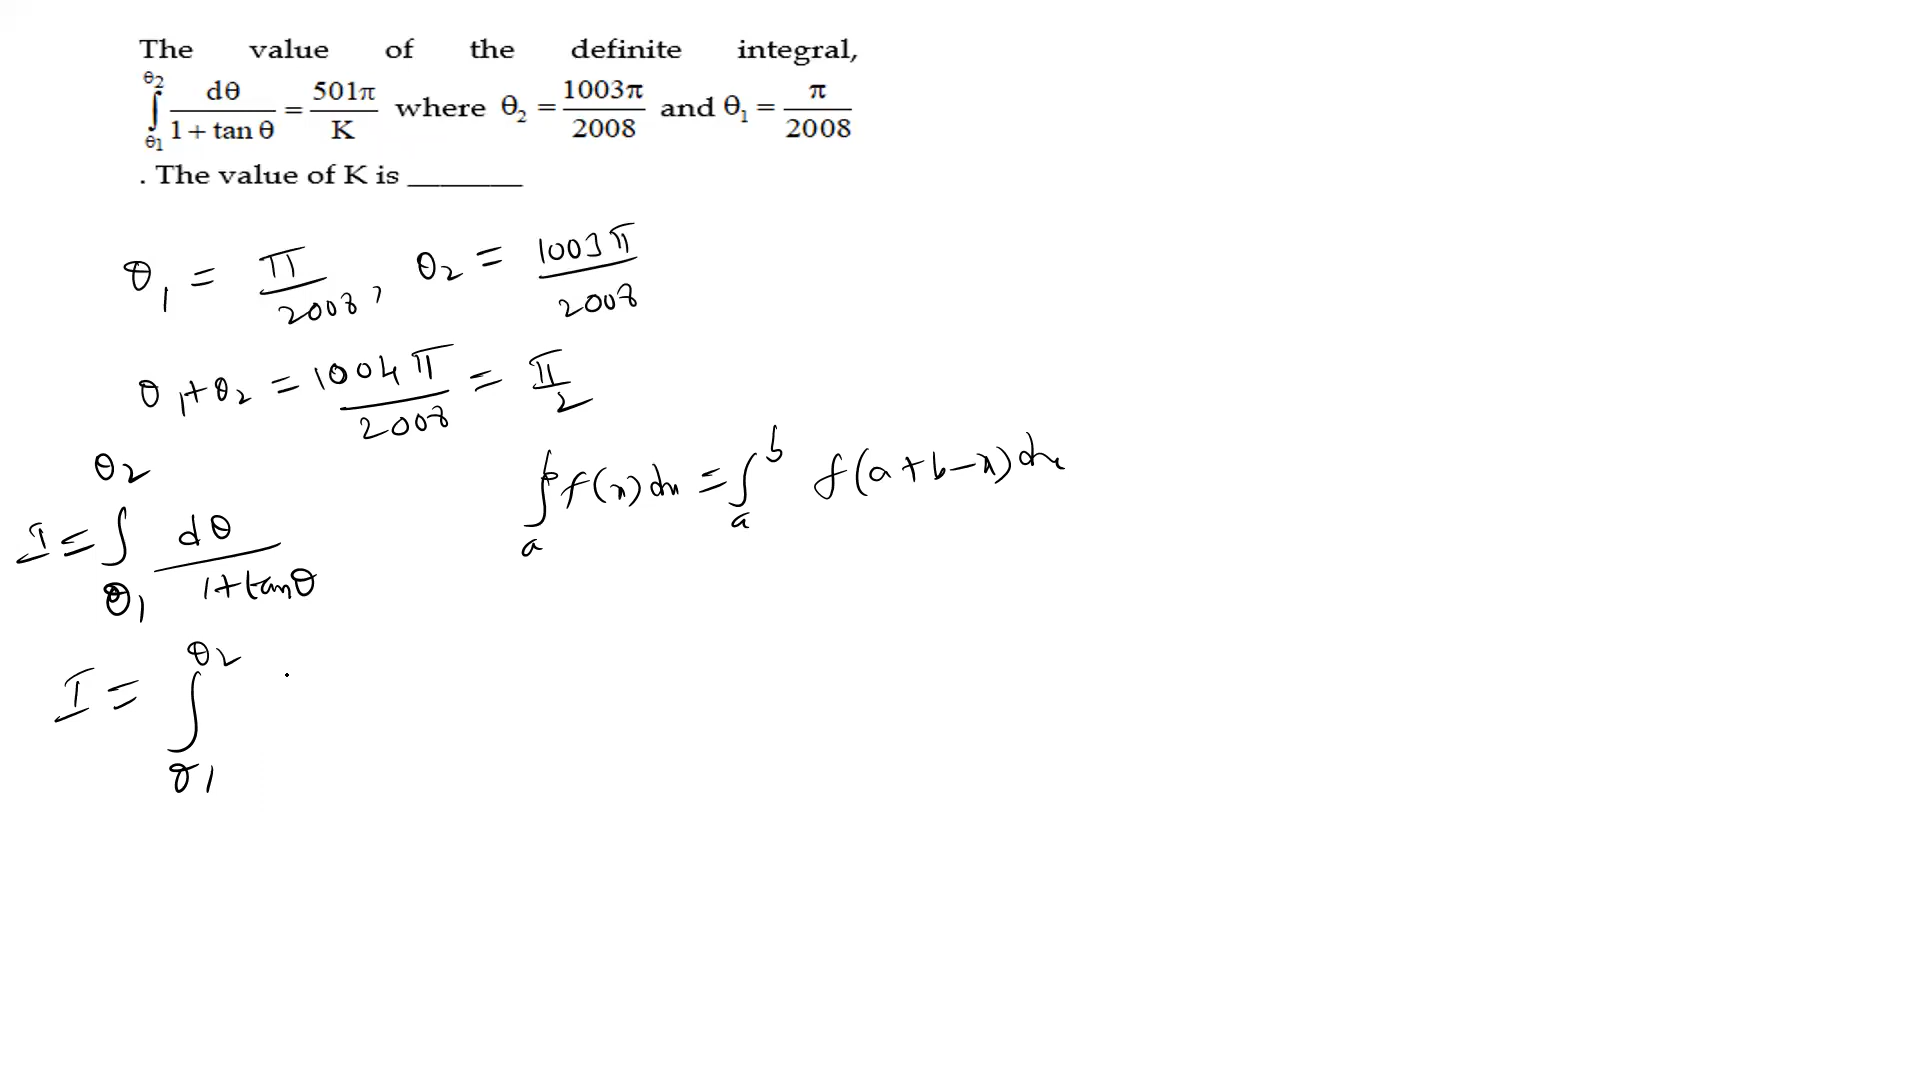 The value of the definite integral,
∫_{θ1}^{θ2} dθ/(1 + tan θ) = 501π/K where θ₂ = 1003π/2008 and θ₁ = π/2008
. The value of K is ________
θ₁ = π/2008, θ₂ = 1003π/2008
θ₁+θ₂ = 1004π/2008 = π/2
∫_a^b f(x)dx = ∫_a^b f(a+b−x)dx
I = ∫_{θ1}^{θ2} dθ/(1+tanθ)
I = ∫_{θ1}^{θ2}